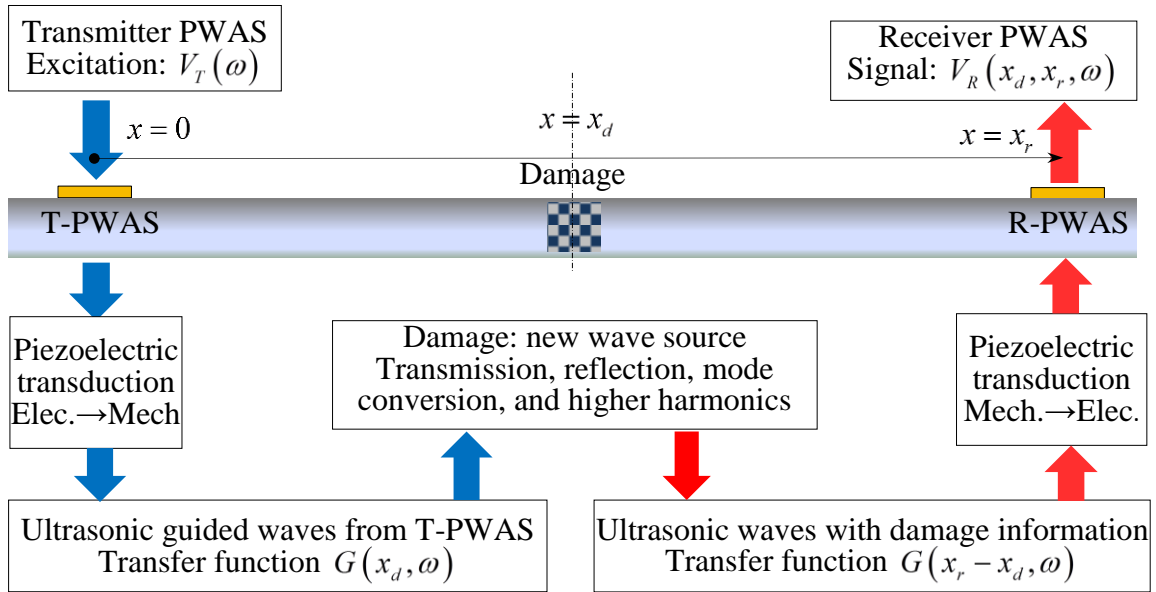 Transmitter PWAS
Excitation: V_T(ω)
Receiver PWAS
Signal: V_R(x_d, x_r, ω)
x = 0
x = x_d
x = x_r
Damage
T-PWAS
R-PWAS
Piezoelectric
transduction
Elec.→Mech
Damage: new wave source
Transmission, reflection, mode
conversion, and higher harmonics
Piezoelectric
transduction
Mech.→Elec.
Ultrasonic guided waves from T-PWAS
Transfer function G(x_d, ω)
Ultrasonic waves with damage information
Transfer function G(x_r − x_d, ω)